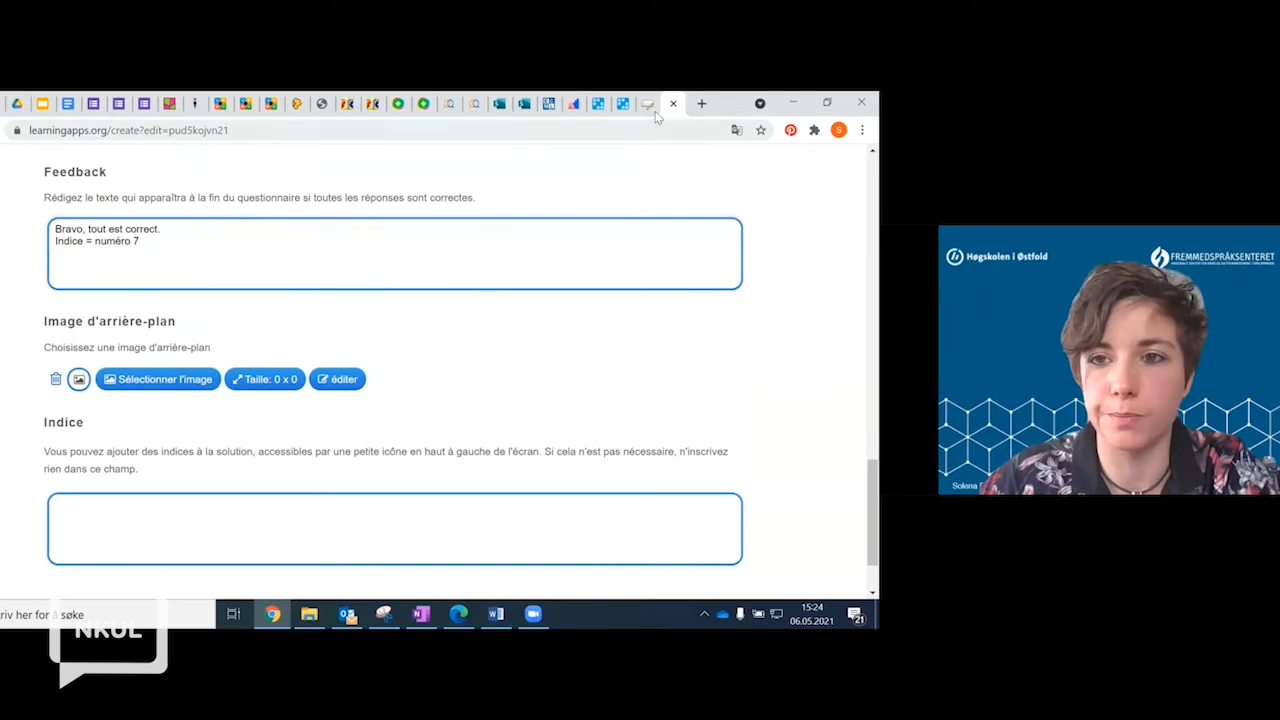 learningapps.org/create?edit=pud5kojvn21
Feedback
Rédigez le texte qui apparaîtra à la fin du questionnaire si toutes les réponses sont correctes.
Bravo, tout est correct.
Indice = numéro 7
Image d'arrière-plan
Choisissez une image d'arrière-plan
Sélectionner l'image
Taille: 0 x 0
éditer
Indice
Vous pouvez ajouter des indices à la solution, accessibles par une petite icône en haut à gauche de l'écran. Si cela n'est pas nécessaire, n'inscrivez
rien dans ce champ.
riv her for å søke
15:24
06.05.2021
21
NKUL
Høgskolen i Østfold
FREMMEDSPRÅKSENTERET
Solena